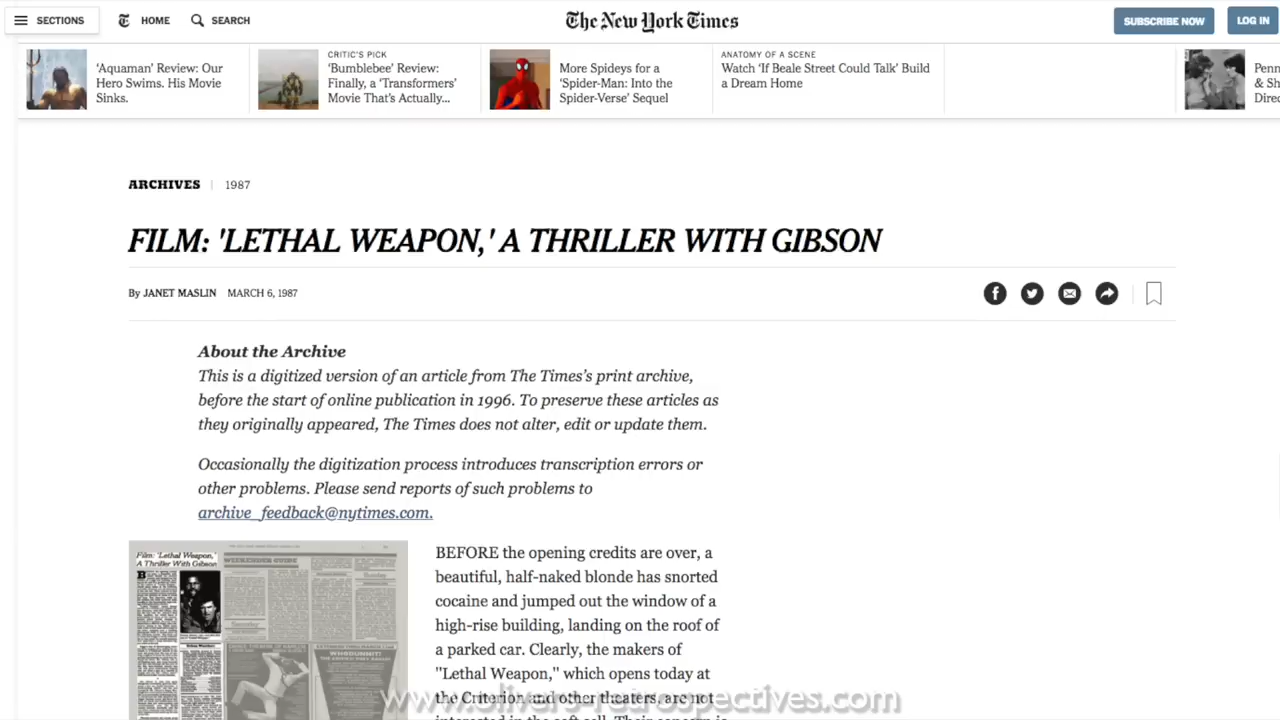 SECTIONS
HOME
SEARCH
The New York Times
SUBSCRIBE NOW
LOG IN
'Aquaman' Review: Our
Hero Swims. His Movie
Sinks.
CRITIC'S PICK
'Bumblebee' Review:
Finally, a 'Transformers'
Movie That's Actually...
More Spideys for a
'Spider-Man: Into the
Spider-Verse' Sequel
ANATOMY OF A SCENE
Watch 'If Beale Street Could Talk' Build
a Dream Home
Penn
& Sh
Direc
ARCHIVES | 1987
FILM: 'LETHAL WEAPON,' A THRILLER WITH GIBSON
By JANET MASLIN MARCH 6, 1987
About the Archive
This is a digitized version of an article from The Times's print archive,
before the start of online publication in 1996. To preserve these articles as
they originally appeared, The Times does not alter, edit or update them.
Occasionally the digitization process introduces transcription errors or
other problems. Please send reports of such problems to
archive_feedback@nytimes.com.
Film: 'Lethal Weapon,'
A Thriller With Gibson
WEEKENDER GUIDE
BEFORE the opening credits are over, a
beautiful, half-naked blonde has snorted
cocaine and jumped out the window of a
high-rise building, landing on the roof of
a parked car. Clearly, the makers of
"Lethal Weapon," which opens today at
the Criterion and other theaters, are not